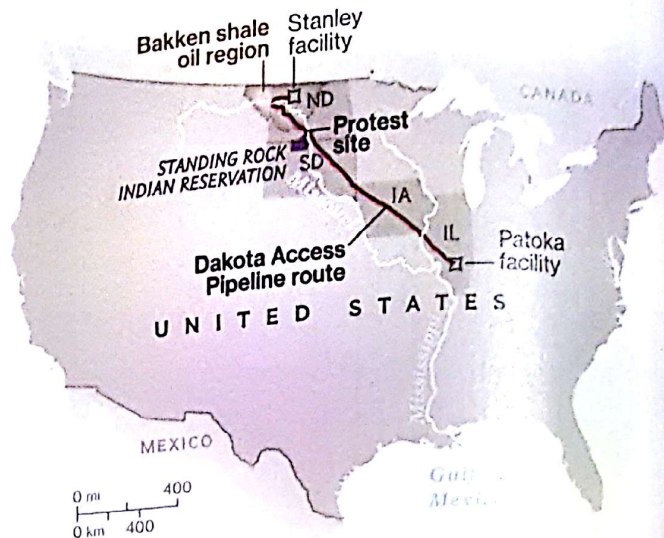 Stanley
facility
Bakken shale
oil region
ND
CANADA
Protest
site
STANDING ROCK
INDIAN RESERVATION
SD
IA
IL
Dakota Access
Pipeline route
Patoka
facility
UNITED STATES
Mississippi
MEXICO
0 mi 400
0 km 400